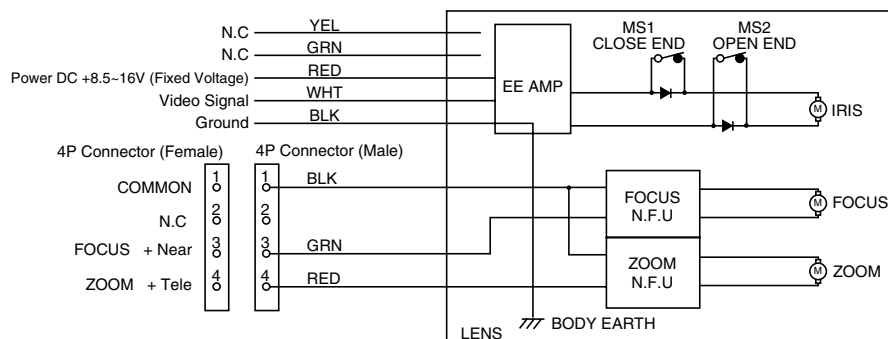 N.C YEL
N.C GRN
Power DC +8.5~16V (Fixed Voltage) RED
Video Signal WHT
Ground BLK
EE AMP
MS1
CLOSE END
MS2
OPEN END
M IRIS
4P Connector (Female) 4P Connector (Male)
COMMON 1 1 BLK
N.C 2 2
FOCUS + Near 3 3 GRN
ZOOM + Tele 4 4 RED
FOCUS
N.F.U
M FOCUS
ZOOM
N.F.U
M ZOOM
BODY EARTH
LENS